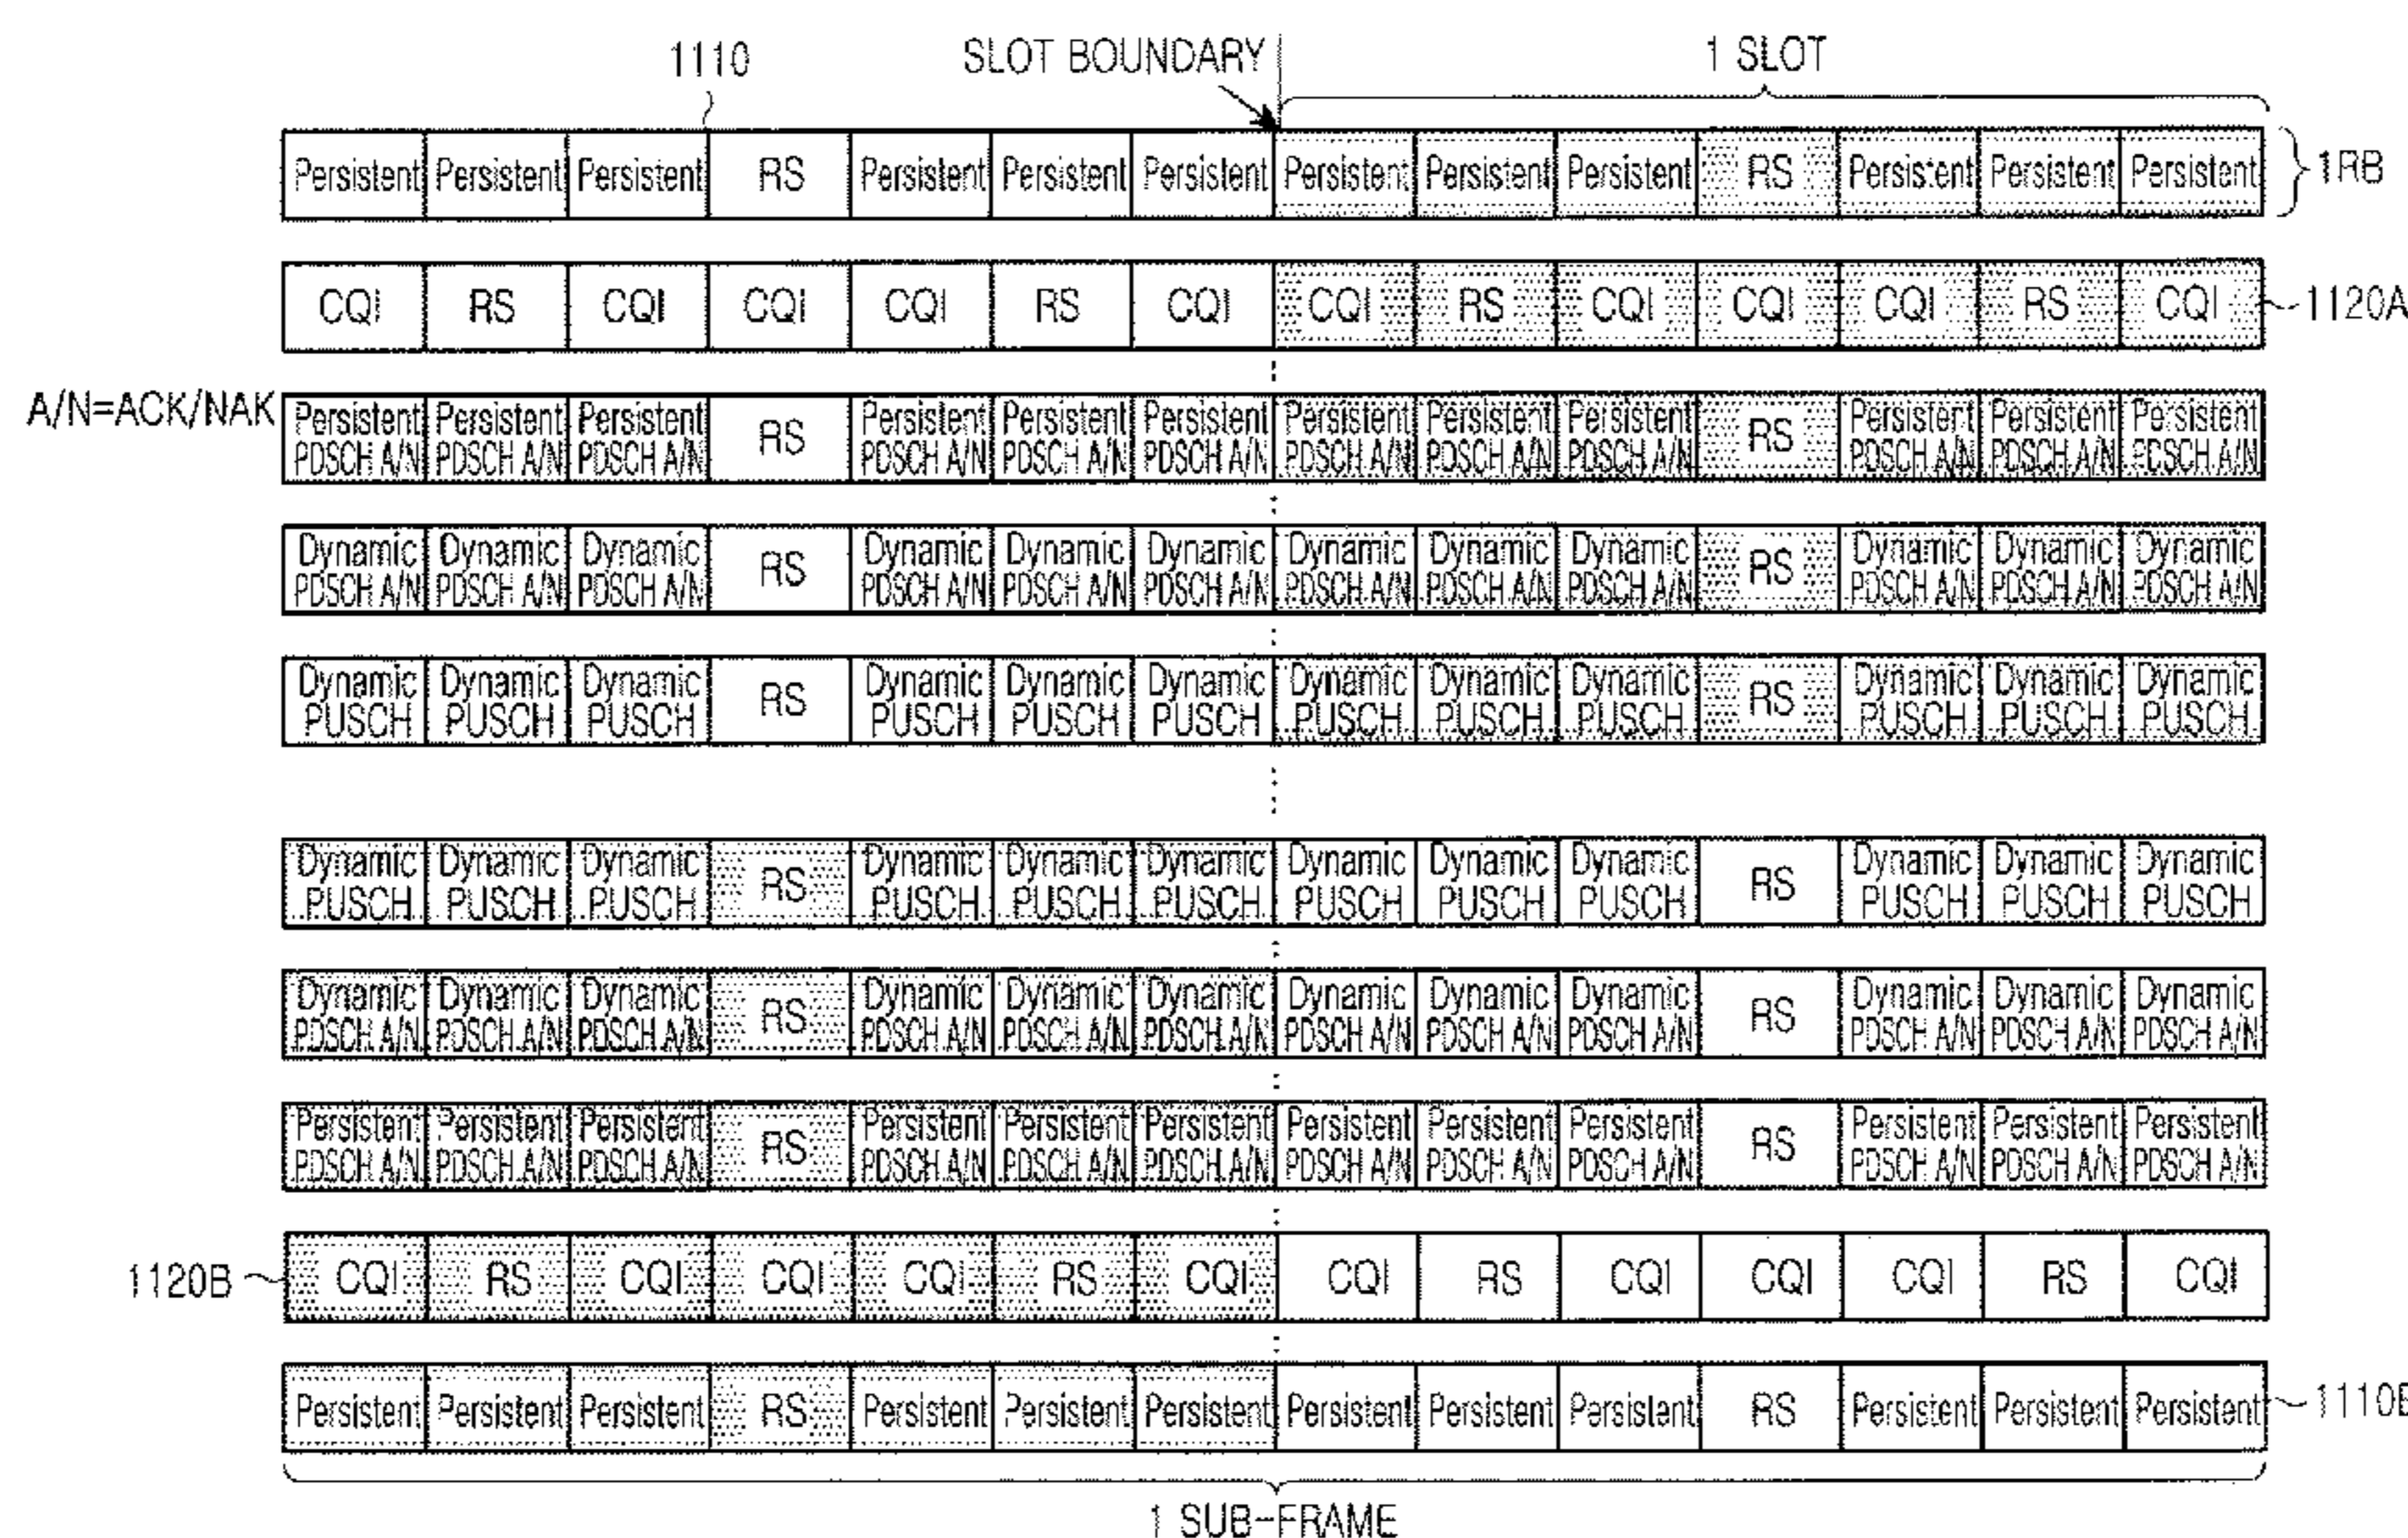 1110 SLOT BOUNDARY 1 SLOT
Persistent Persistent Persistent RS Persistent Persistent Persistent Persistent Persistent Persistent RS Persistent Persistent Persistent 1RB
CQI RS CQI CQI CQI RS CQI CQI RS CQI CQI CQI RS CQI 1120A
A/N=ACK/NAK
Persistent Persistent Persistent RS Persistent Persistent Persistent Persistent Persistent Persistent RS Persistent Persistent Persistent
PDSCH A/N PDSCH A/N PDSCH A/N PDSCH A/N PDSCH A/N PDSCH A/N PDSCH A/N PDSCH A/N PDSCH A/N PDSCH A/N PDSCH A/N PDSCH A/N
Dynamic Dynamic Dynamic RS Dynamic Dynamic Dynamic Dynamic Dynamic Dynamic RS Dynamic Dynamic Dynamic
PDSCH A/N PDSCH A/N PDSCH A/N PDSCH A/N PDSCH A/N PDSCH A/N PDSCH A/N PDSCH A/N PDSCH A/N PDSCH A/N PDSCH A/N PDSCH A/N
Dynamic Dynamic Dynamic RS Dynamic Dynamic Dynamic Dynamic Dynamic Dynamic RS Dynamic Dynamic Dynamic
PUSCH PUSCH PUSCH PUSCH PUSCH PUSCH PUSCH PUSCH PUSCH PUSCH PUSCH PUSCH
Dynamic Dynamic Dynamic RS Dynamic Dynamic Dynamic Dynamic Dynamic Dynamic RS Dynamic Dynamic Dynamic
PUSCH PUSCH PUSCH PUSCH PUSCH PUSCH PUSCH PUSCH PUSCH PUSCH PUSCH PUSCH
Dynamic Dynamic Dynamic RS Dynamic Dynamic Dynamic Dynamic Dynamic Dynamic RS Dynamic Dynamic Dynamic
PDSCH A/N PDSCH A/N PDSCH A/N PDSCH A/N PDSCH A/N PDSCH A/N PDSCH A/N PDSCH A/N PDSCH A/N PDSCH A/N PDSCH A/N PDSCH A/N
Persistent Persistent Persistent RS Persistent Persistent Persistent Persistent Persistent Persistent RS Persistent Persistent Persistent
PDSCH A/N PDSCH A/N PDSCH A/N PDSCH A/N PDSCH A/N PDSCH A/N PDSCH A/N PDSCH A/N PDSCH A/N PDSCH A/N PDSCH A/N PDSCH A/N
1120B CQI RS CQI CQI CQI RS CQI CQI RS CQI CQI CQI RS CQI
Persistent Persistent Persistent RS Persistent Persistent Persistent Persistent Persistent Persistent RS Persistent Persistent Persistent 1110B
1 SUB-FRAME